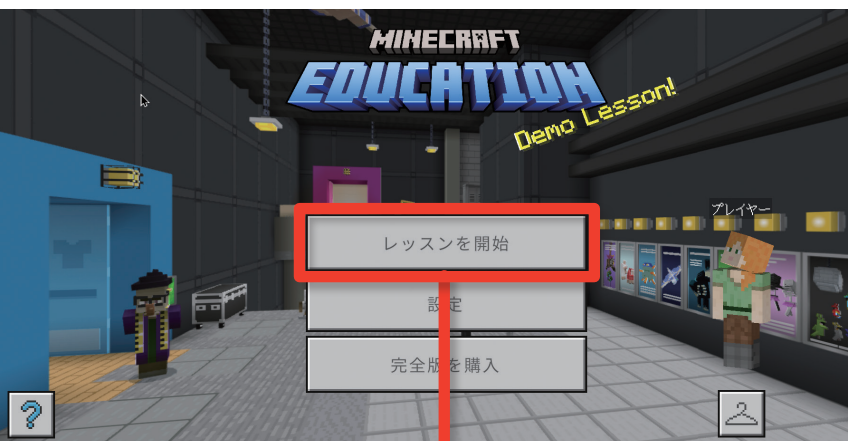 MINECRAFT
EDUCATION
Demo Lesson!
プレイヤー
レッスンを開始
設定
完全版を購入
?